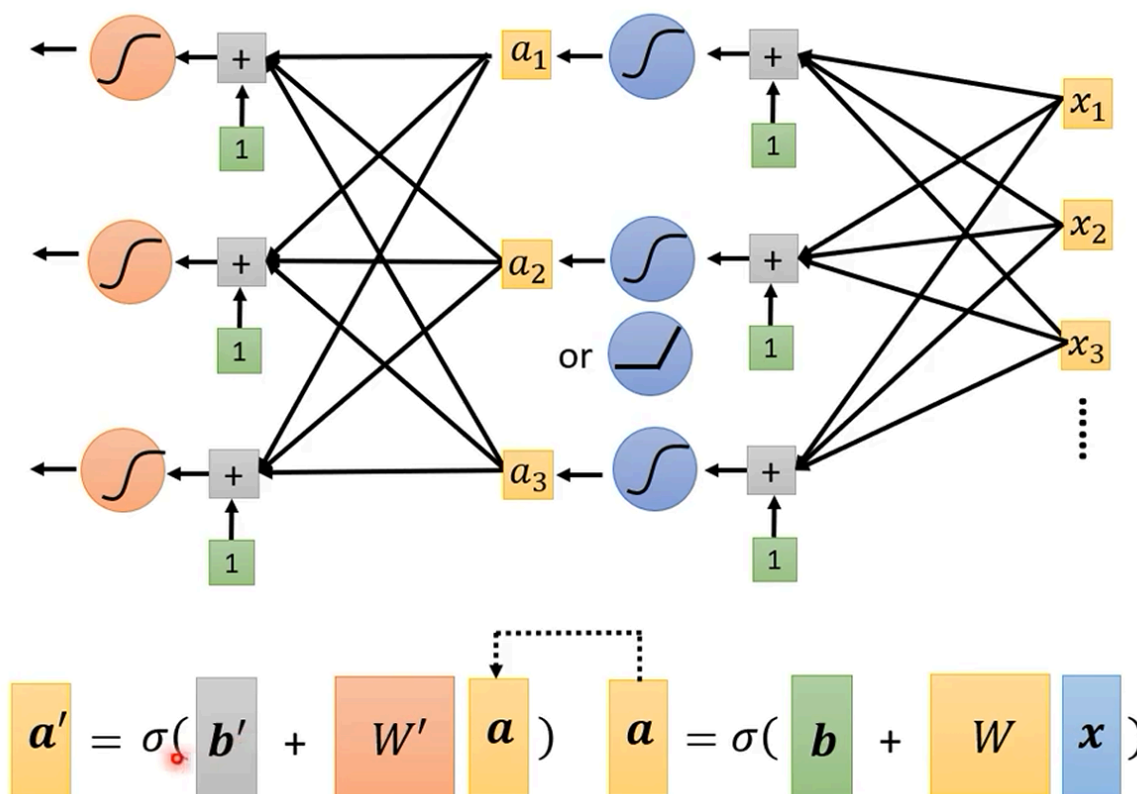 + a₁ + x₁
1 1
x₂
+ a₂ +
1 or 1 x₃
+ a₃ +
1 1
a′ = σ( b′ + W′ a ) a = σ( b + W x )